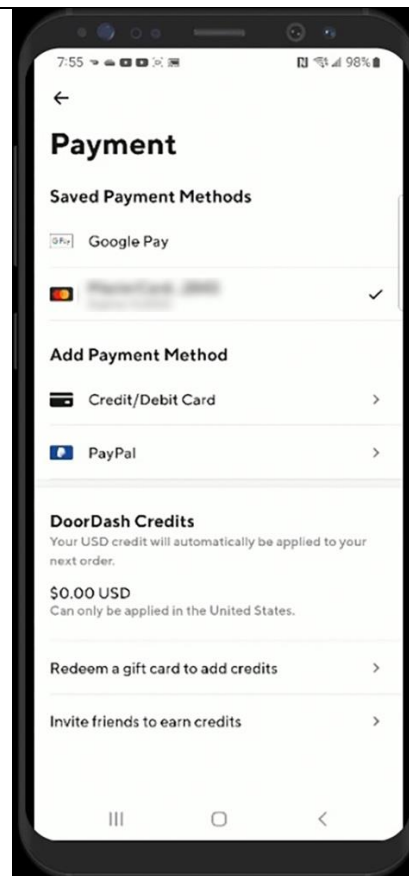 7:55
98%
Payment
Saved Payment Methods
G Pay
Google Pay
Add Payment Method
Credit/Debit Card
PayPal
DoorDash Credits
Your USD credit will automatically be applied to your
next order.
$0.00 USD
Can only be applied in the United States.
Redeem a gift card to add credits
Invite friends to earn credits